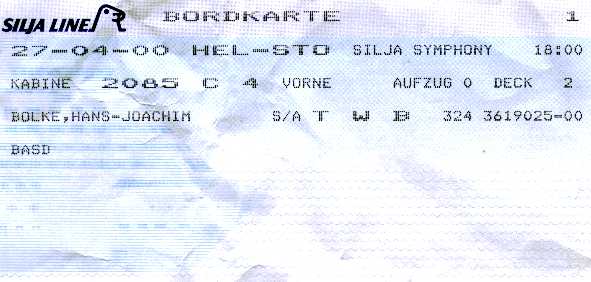 SILJA LINE BORDKARTE 1
27-04-00 HEL-STO SILJA SYMPHONY 18:00
KABINE 2085 C 4 VORNE AUFZUG 0 DECK 2
BOLKE,HANS-JOACHIM S/A T W B 324 3619025-00
BASD